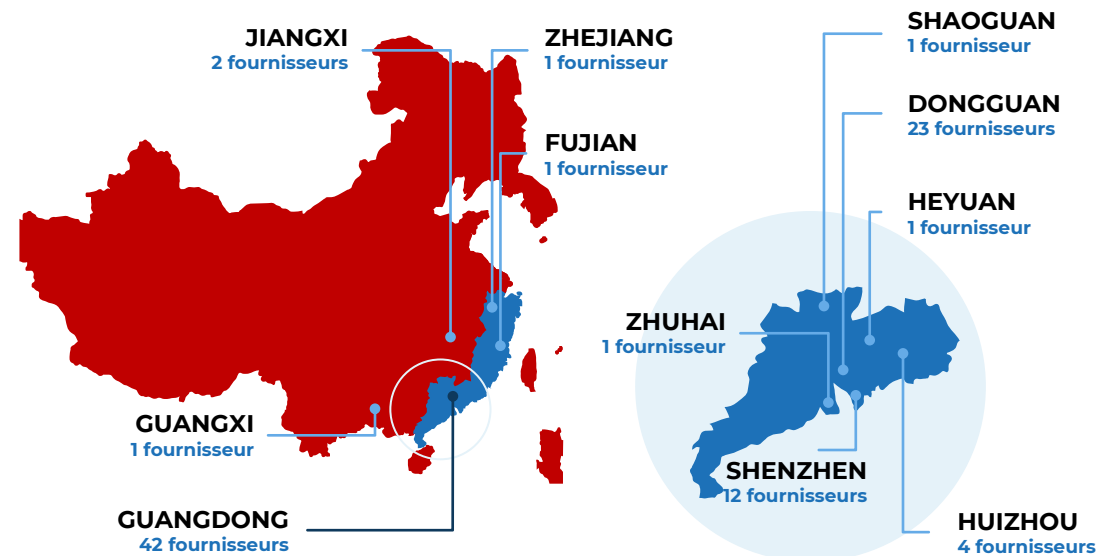 JIANGXI
2 fournisseurs
ZHEJIANG
1 fournisseur
FUJIAN
1 fournisseur
GUANGXI
1 fournisseur
GUANGDONG
42 fournisseurs
SHAOGUAN
1 fournisseur
DONGGUAN
23 fournisseurs
HEYUAN
1 fournisseur
ZHUHAI
1 fournisseur
SHENZHEN
12 fournisseurs
HUIZHOU
4 fournisseurs